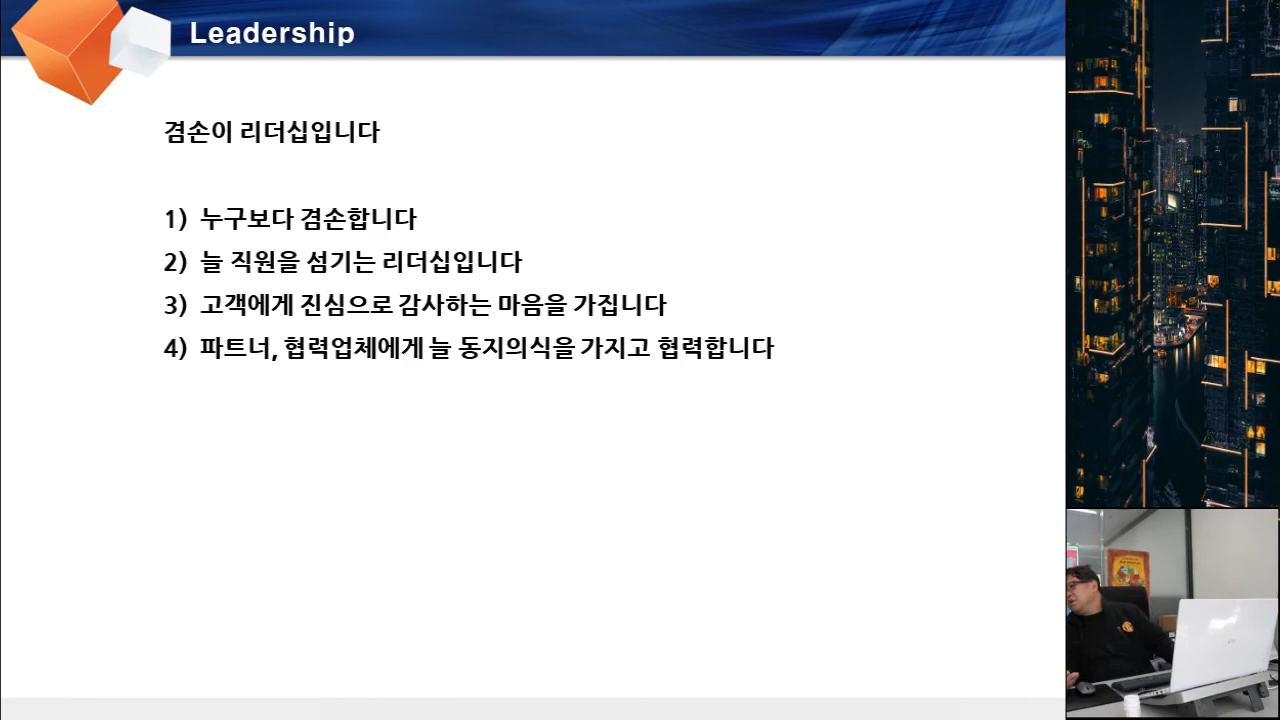 Leadership
겸손이 리더십입니다
1) 누구보다 겸손합니다
2) 늘 직원을 섬기는 리더십입니다
3) 고객에게 진심으로 감사하는 마음을 가집니다
4) 파트너, 협력업체에게 늘 동지의식을 가지고 협력합니다